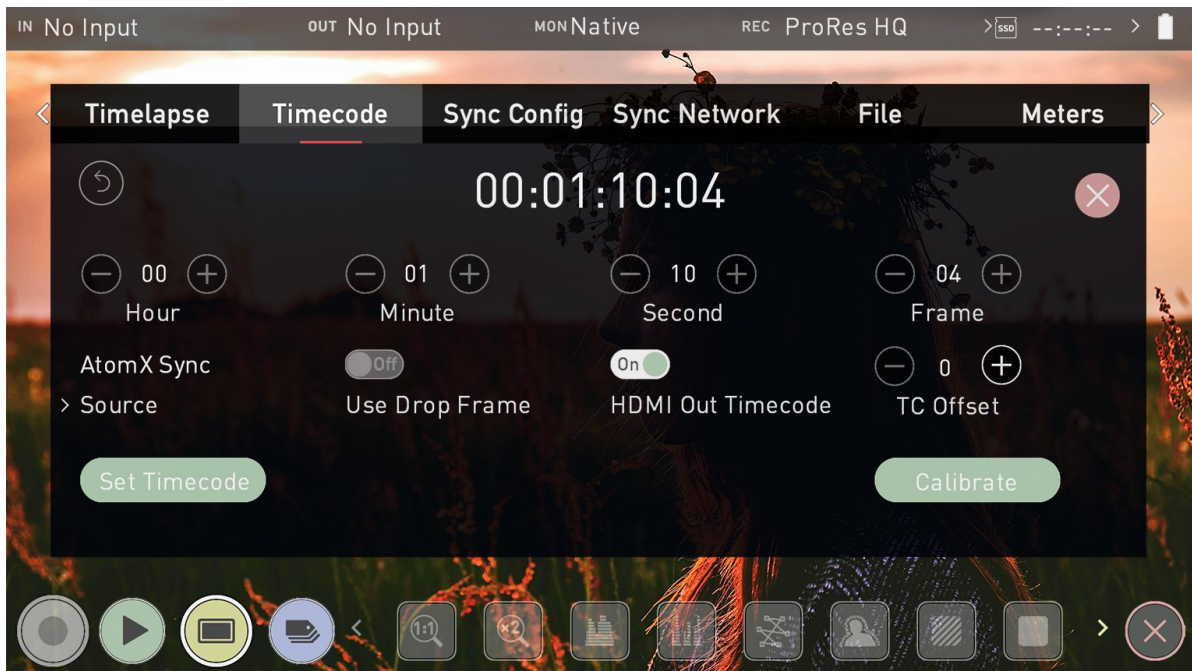 IN No Input OUT No Input MON Native REC ProRes HQ SSD --:--:--
Timelapse Timecode Sync Config Sync Network File Meters
00:01:10:04
00 01 10 04
Hour Minute Second Frame
AtomX Sync Off On 0
> Source Use Drop Frame HDMI Out Timecode TC Offset
Set Timecode Calibrate
1:1 x2